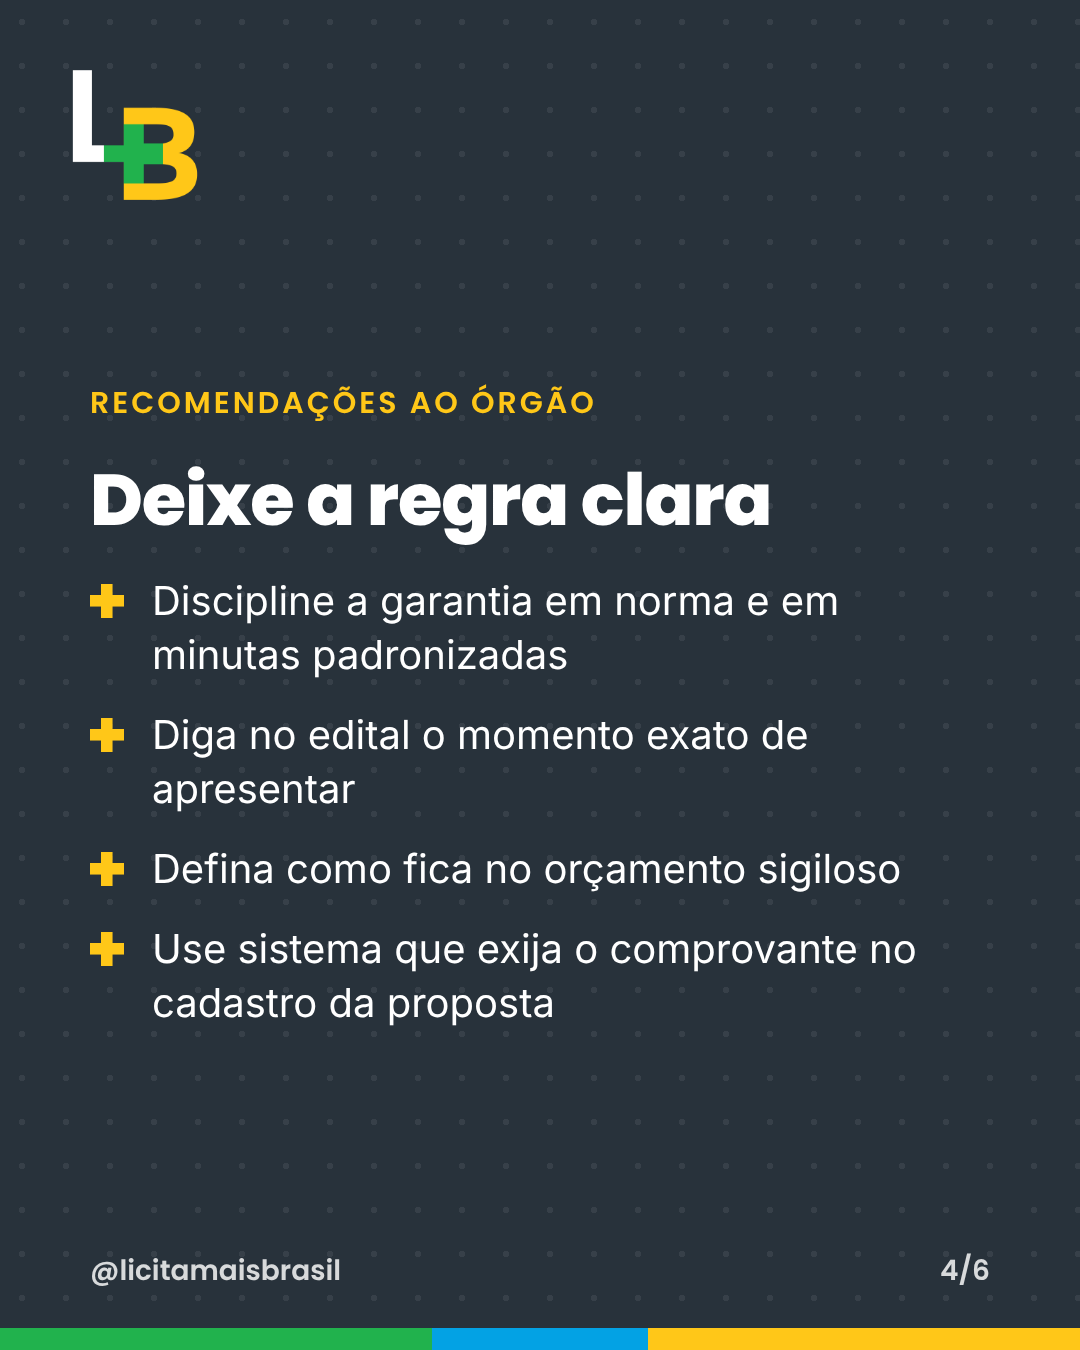 L+B
RECOMENDAÇÕES AO ÓRGÃO
Deixe a regra clara
Discipline a garantia em norma e em
minutas padronizadas
Diga no edital o momento exato de
apresentar
Defina como fica no orçamento sigiloso
Use sistema que exija o comprovante no
cadastro da proposta
@licitamaisbrasil
4/6